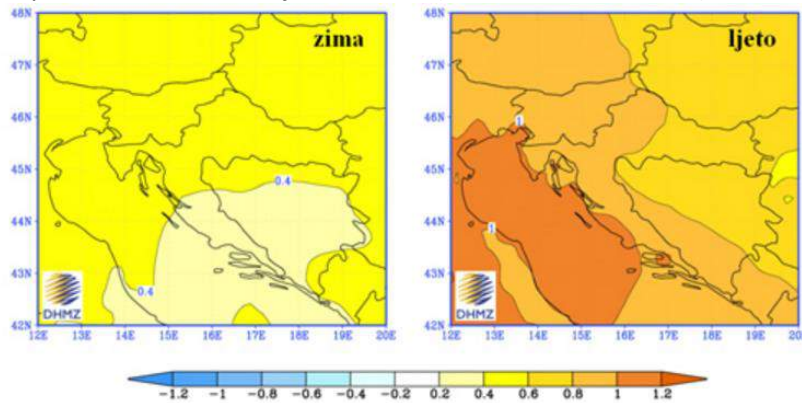 48N
zima
47N
46N
45N
0.4
44N
43N
0.4
DHMZ
42N
12E 13E 14E 15E 16E 17E 18E 19E 20E
48N
ljeto
47N
46N
1
45N
44N
1
43N
DHMZ
42N
12E 13E 14E 15E 16E 17E 18E 19E 20
-1.2 -1 -0.8 -0.6 -0.4 -0.2 0.2 0.4 0.6 0.8 1 1.2